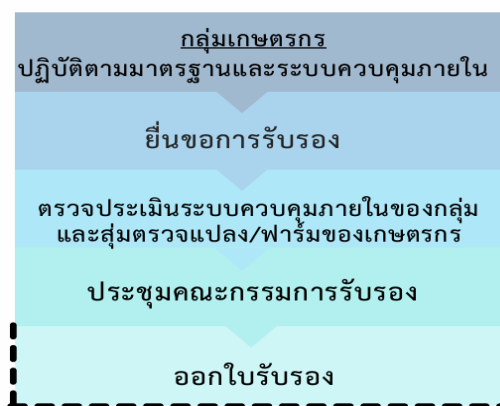 กลุ่มเกษตรกร
ปฏิบัติตามมาตรฐานและระบบควบคุมภายใน
ยื่นขอการรับรอง
ตรวจประเมินระบบควบคุมภายในของกลุ่ม
และสุ่มตรวจแปลง/ฟาร์มของเกษตรกร
ประชุมคณะกรรมการรับรอง
ออกใบรับรอง